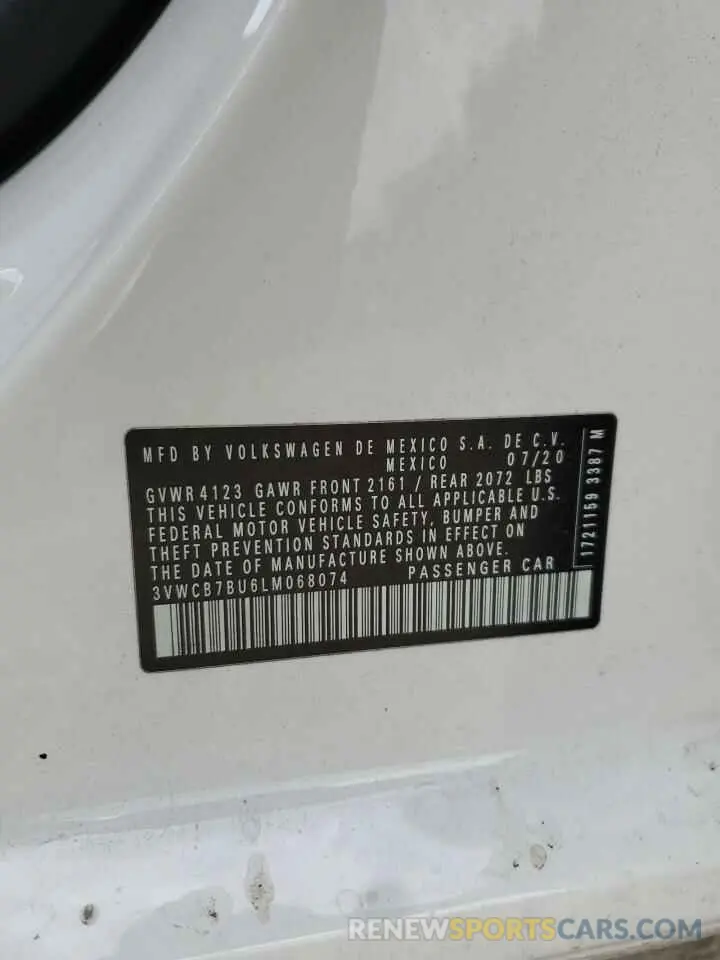 MFD BY VOLKSWAGEN DE MEXICO S.A. DE C.V.
MEXICO 07/20
GVWR 4123 GAWR FRONT 2161 / REAR 2072 LBS
THIS VEHICLE CONFORMS TO ALL APPLICABLE U.S.
FEDERAL MOTOR VEHICLE SAFETY, BUMPER AND
THEFT PREVENTION STANDARDS IN EFFECT ON
THE DATE OF MANUFACTURE SHOWN ABOVE.
3VWCB7BU6LM068074 PASSENGER CAR
1721159 3387 M
RENEWSPORTSCARS.COM